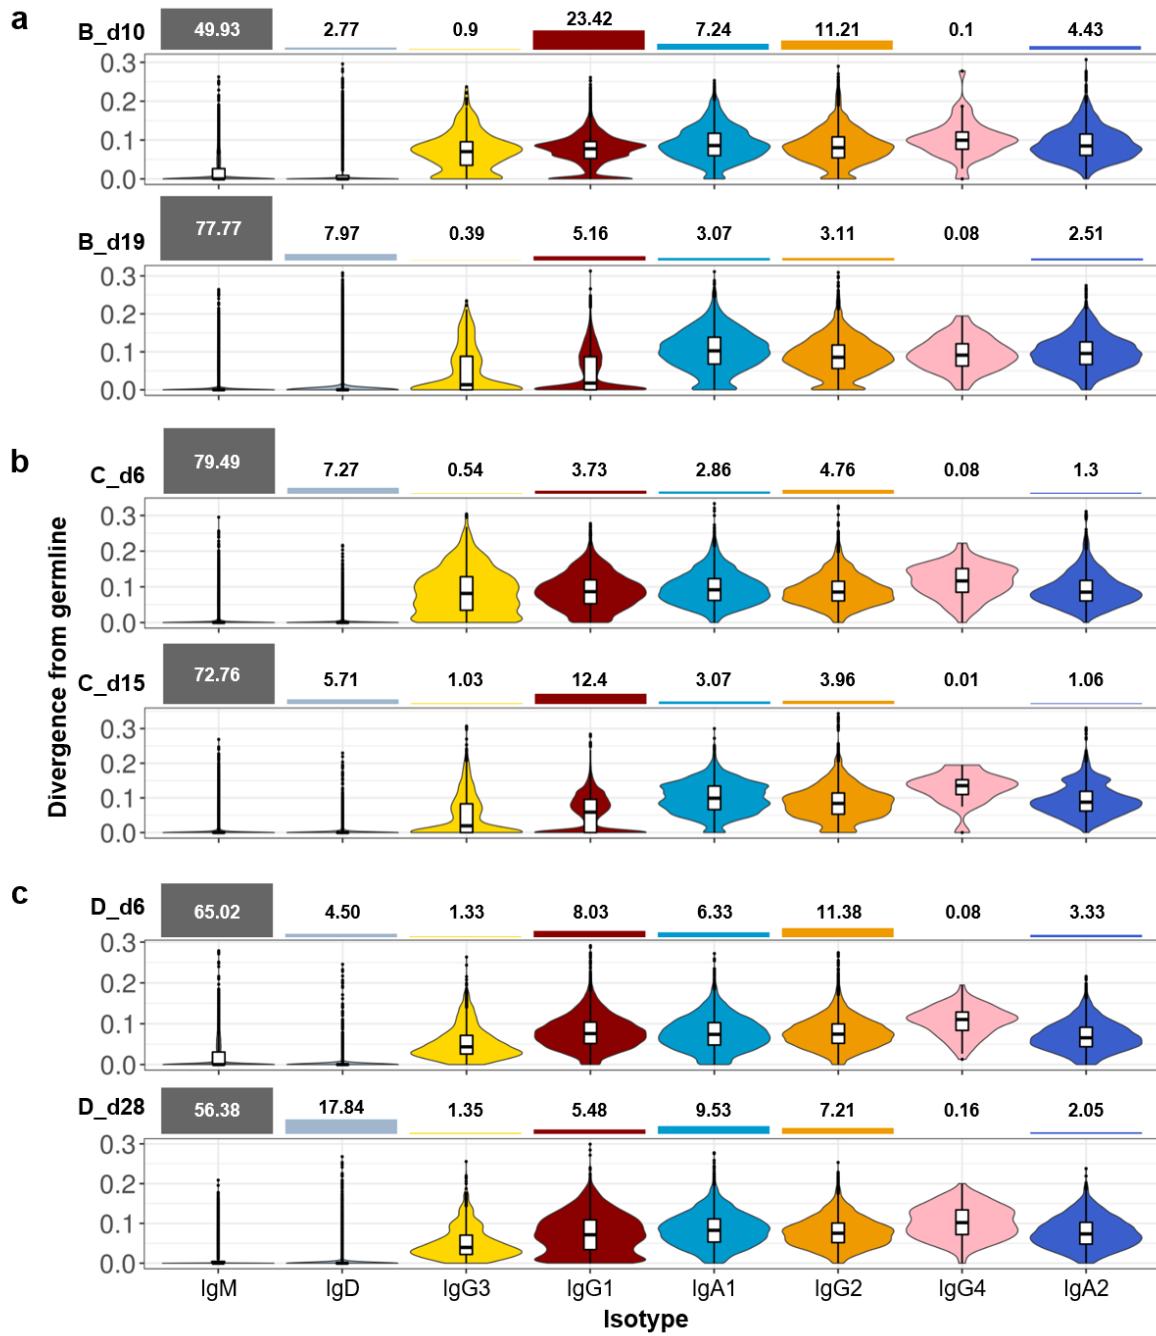 a
B_d10 49.93 2.77 0.9 23.42 7.24 11.21 0.1 4.43
0.3
0.2
0.1
0.0
B_d19 77.77 7.97 0.39 5.16 3.07 3.11 0.08 2.51
0.3
0.2
0.1
0.0
b
C_d6 79.49 7.27 0.54 3.73 2.86 4.76 0.08 1.3
0.3
0.2
0.1
0.0
Divergence from germline
C_d15 72.76 5.71 1.03 12.4 3.07 3.96 0.01 1.06
0.3
0.2
0.1
0.0
c
D_d6 65.02 4.50 1.33 8.03 6.33 11.38 0.08 3.33
0.3
0.2
0.1
0.0
D_d28 56.38 17.84 1.35 5.48 9.53 7.21 0.16 2.05
0.3
0.2
0.1
0.0
IgM IgD IgG3 IgG1 IgA1 IgG2 IgG4 IgA2
Isotype